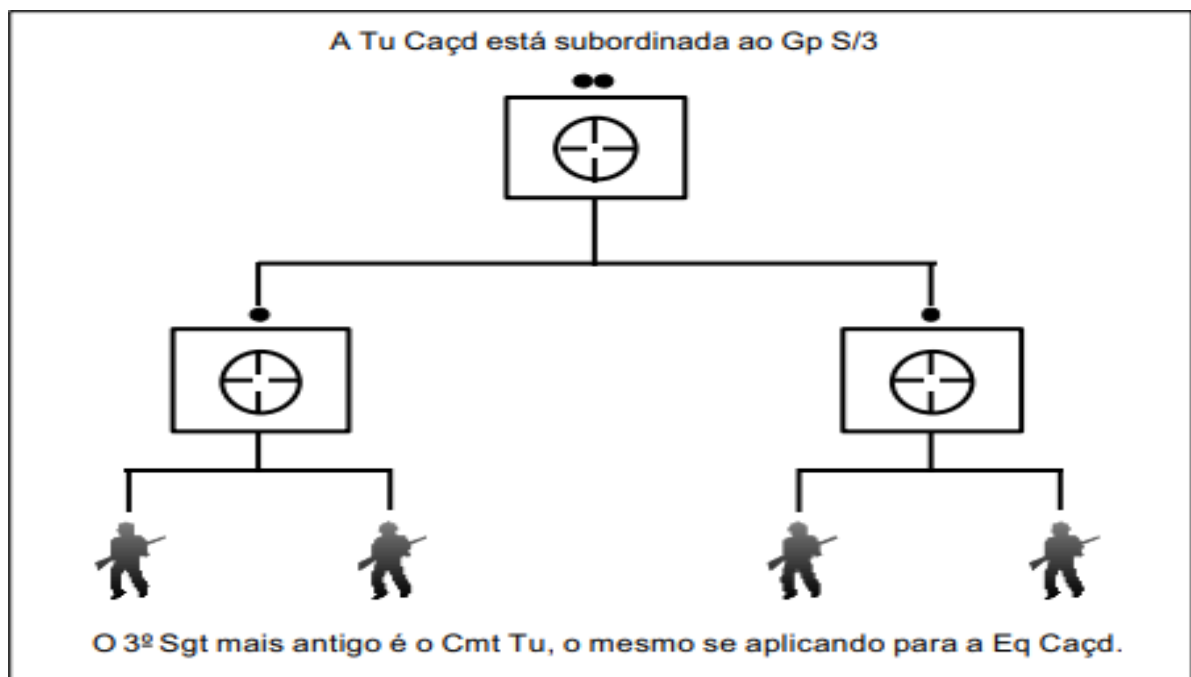 A Tu Caçd está subordinada ao Gp S/3
O 3º Sgt mais antigo é o Cmt Tu, o mesmo se aplicando para a Eq Caçd.